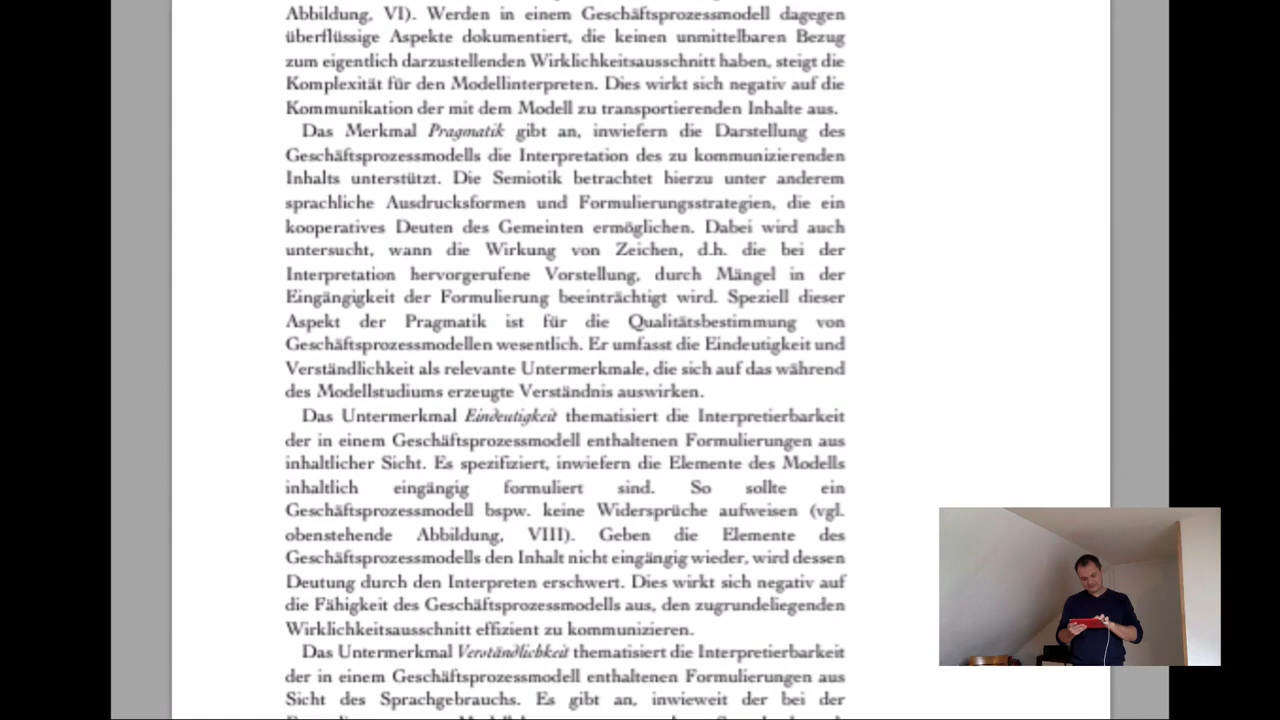 Abbildung, VI). Werden in einem Geschäftsprozessmodell dagegen
überflüssige Aspekte dokumentiert, die keinen unmittelbaren Bezug
zum eigentlich darzustellenden Wirklichkeitsausschnitt haben, steigt die
Komplexität für den Modellinterpreten. Dies wirkt sich negativ auf die
Kommunikation der mit dem Modell zu transportierenden Inhalte aus.
Das Merkmal Pragmatik gibt an, inwiefern die Darstellung des
Geschäftsprozessmodells die Interpretation des zu kommunizierenden
Inhalts unterstützt. Die Semiotik betrachtet hierzu unter anderem
sprachliche Ausdrucksformen und Formulierungsstrategien, die ein
kooperatives Deuten des Gemeinten ermöglichen. Dabei wird auch
untersucht, wann die Wirkung von Zeichen, d.h. die bei der
Interpretation hervorgerufene Vorstellung, durch Mängel in der
Eingängigkeit der Formulierung beeinträchtigt wird. Speziell dieser
Aspekt der Pragmatik ist für die Qualitätsbestimmung von
Geschäftsprozessmodellen wesentlich. Er umfasst die Eindeutigkeit und
Verständlichkeit als relevante Untermerkmale, die sich auf das während
des Modellstudiums erzeugte Verständnis auswirken.
Das Untermerkmal Eindeutigkeit thematisiert die Interpretierbarkeit
der in einem Geschäftsprozessmodell enthaltenen Formulierungen aus
inhaltlicher Sicht. Es spezifiziert, inwiefern die Elemente des Modells
inhaltlich eingängig formuliert sind. So sollte ein
Geschäftsprozessmodell bspw. keine Widersprüche aufweisen (vgl.
obenstehende Abbildung, VIII). Geben die Elemente des
Geschäftsprozessmodells den Inhalt nicht eingängig wieder, wird dessen
Deutung durch den Interpreten erschwert. Dies wirkt sich negativ auf
die Fähigkeit des Geschäftsprozessmodells aus, den zugrundeliegenden
Wirklichkeitsausschnitt effizient zu kommunizieren.
Das Untermerkmal Verständlichkeit thematisiert die Interpretierbarkeit
der in einem Geschäftsprozessmodell enthaltenen Formulierungen aus
Sicht des Sprachgebrauchs. Es gibt an, inwieweit der bei der